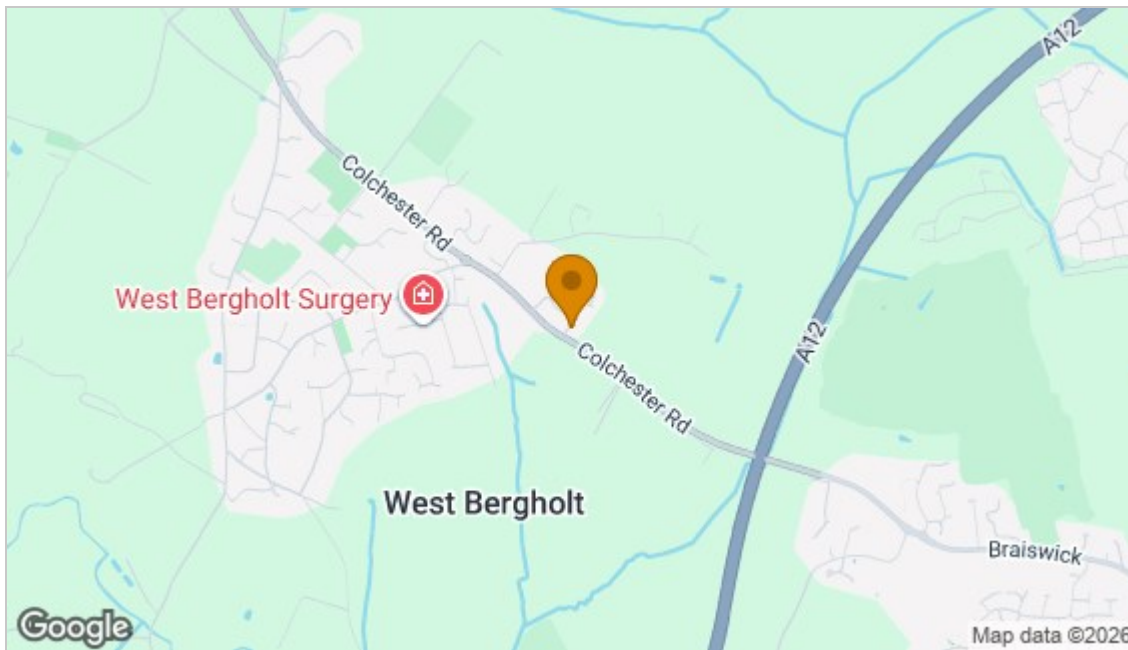 A12
Colchester Rd
West Bergholt Surgery
A12
Colchester Rd
West Bergholt
Braiswick
Google
Map data ©2026